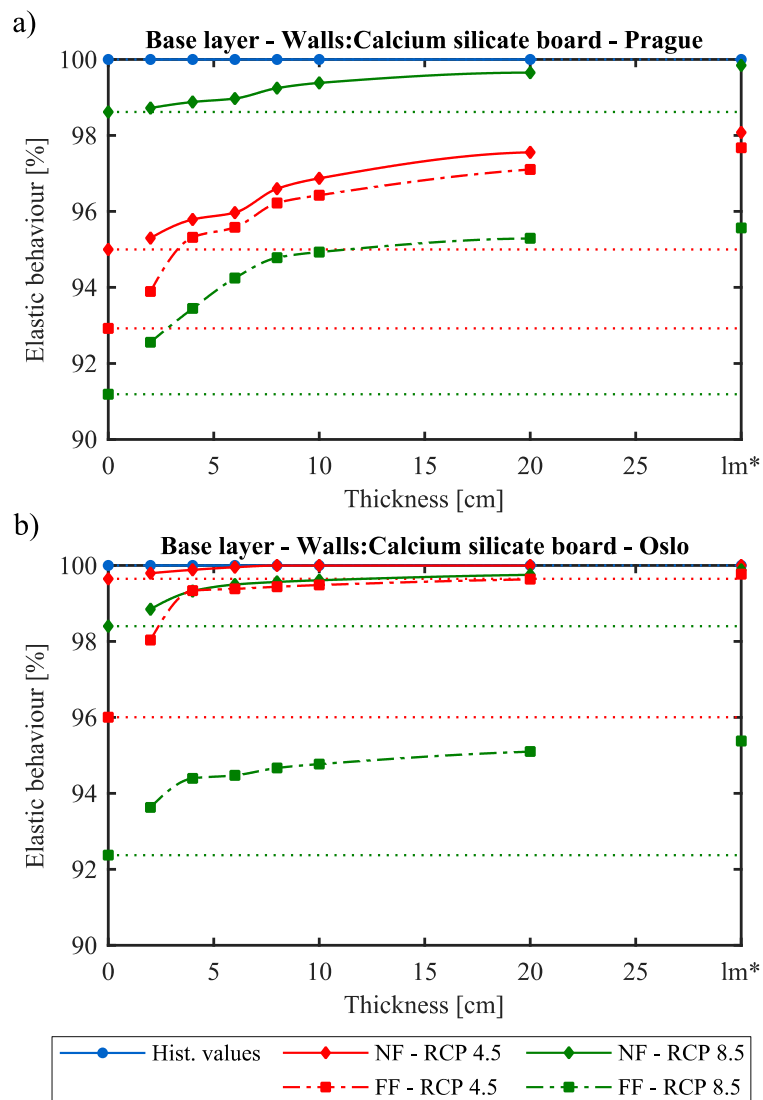 a)
Base layer - Walls:Calcium silicate board - Prague
100
98
96
94
92
90
Elastic behaviour [%]
0 5 10 15 20 25 lm*
Thickness [cm]
b)
Base layer - Walls:Calcium silicate board - Oslo
100
98
96
94
92
90
Elastic behaviour [%]
0 5 10 15 20 25 lm*
Thickness [cm]
Hist. values NF - RCP 4.5 NF - RCP 8.5
FF - RCP 4.5 FF - RCP 8.5